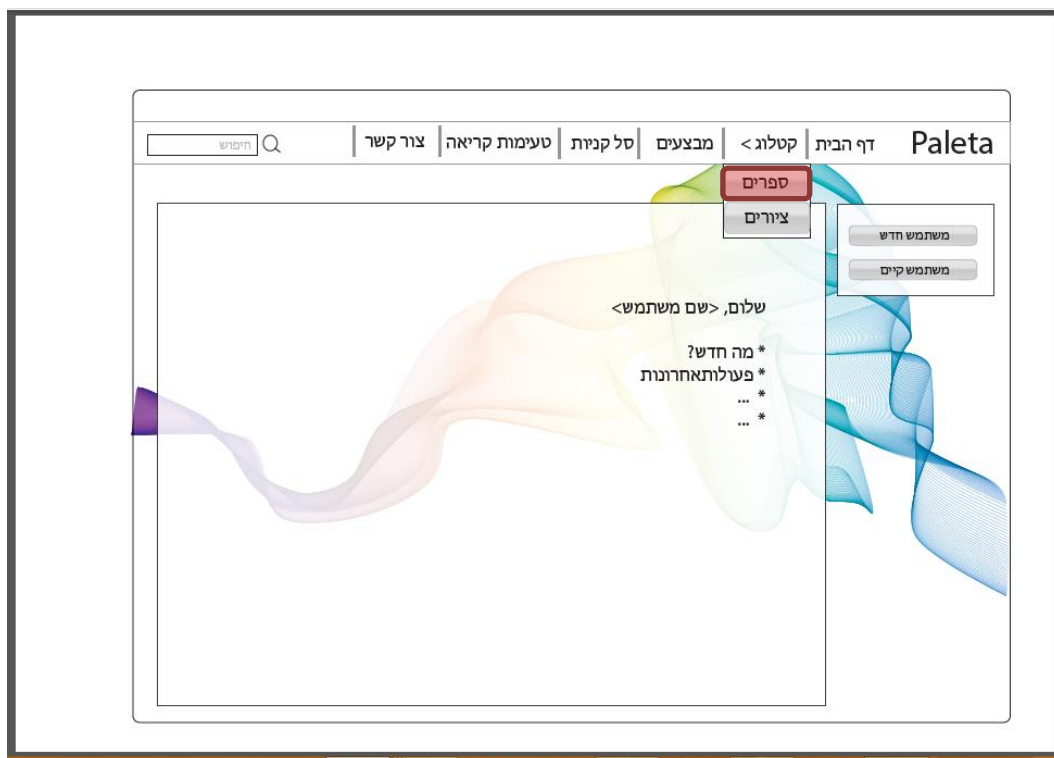 Paleta
דף הבית
קטלוג >
מבצעים
סל קניות
טעימות קריאה
צור קשר
חיפוש
ספרים
ציורים
משתמש חדש
משתמש קיים
שלום, <שם משתמש>
* מה חדש?
* פעולותאחרונות
* ...
* ...